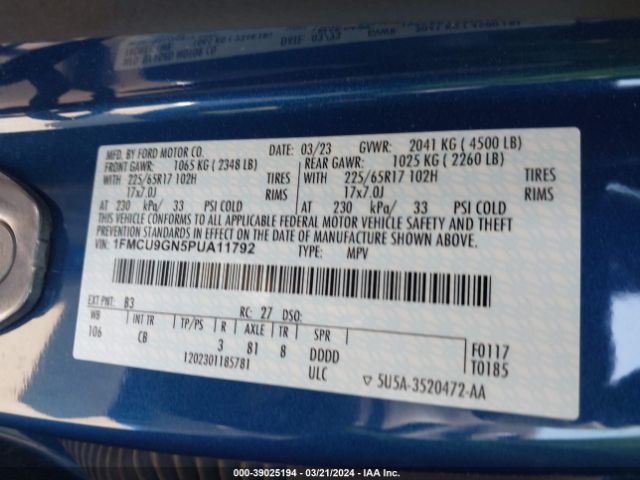 MFD. BY FORD MOTOR CO. DATE: 03/23 GVWR: 2041 KG ( 4500 LB)
FRONT GAWR: 1065 KG ( 2348 LB) REAR GAWR: 1025 KG ( 2260 LB)
WITH 225/65R17 102H TIRES WITH 225/65R17 102H TIRES
17x7.0J RIMS 17x7.0J RIMS
AT 230 kPa/ 33 PSI COLD AT 230 kPa/ 33 PSI COLD
THIS VEHICLE CONFORMS TO ALL APPLICABLE FEDERAL MOTOR VEHICLE SAFETY AND THEFT
PREVENTION STANDARDS IN EFFECT ON THE DATE OF MANUFACTURE SHOWN ABOVE.
VIN: 1FMCU9GN5PUA11792 TYPE: MPV
EXT PNT: B3 RC: 27 DSO:
WB INT TR TP/PS R AXLE TR SPR
106 CB 3 81 8 DDDD
1202301185781 ULC
F0117
T0185
▽ 5U5A-3520472-AA
000-39025194 - 03/21/2024 - IAA Inc.